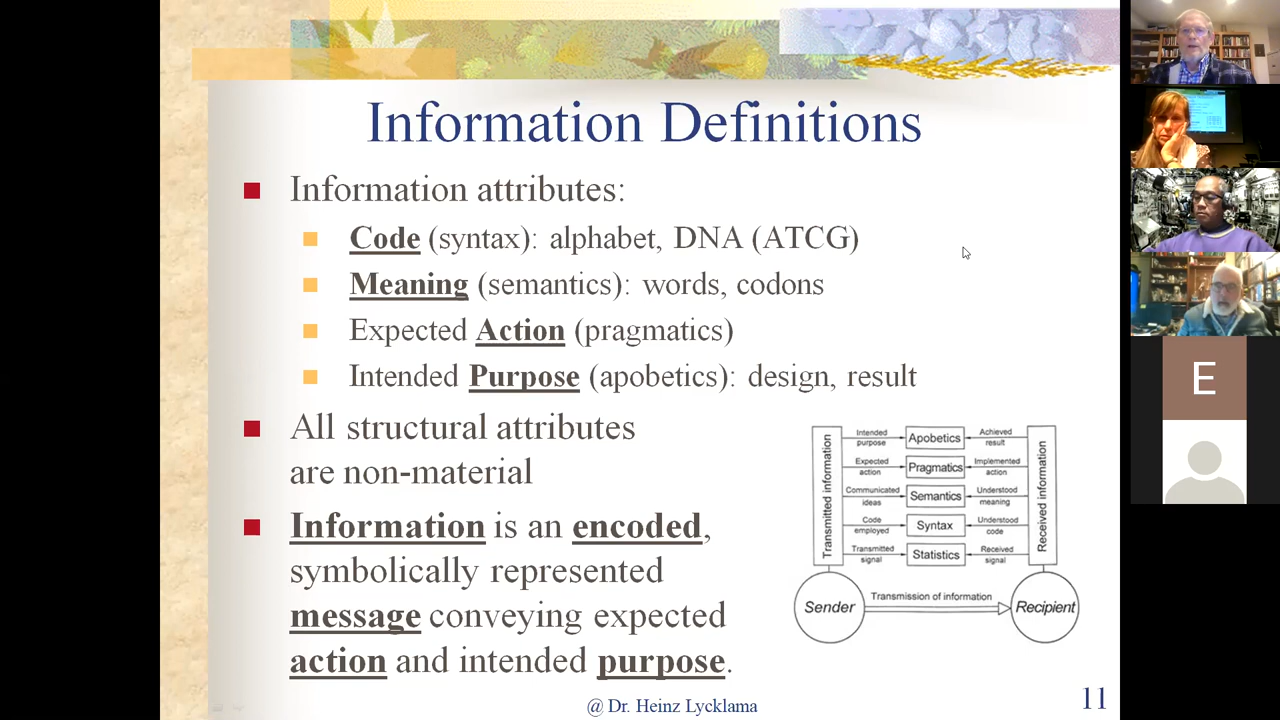 Information Definitions
Information attributes:
Code (syntax): alphabet, DNA (ATCG)
Meaning (semantics): words, codons
Expected Action (pragmatics)
Intended Purpose (apobetics): design, result
All structural attributes
are non-material
Information is an encoded,
symbolically represented
message conveying expected
action and intended purpose.
Transmitted information
Intended
purpose
Apobetics
Achieved
result
Expected
action
Pragmatics
Implemented
action
Communicated
ideas
Semantics
Understood
meaning
Code
employed
Syntax
Understood
code
Transmitted
signal
Statistics
Received
signal
Received information
Sender
Transmission of information
Recipient
@ Dr. Heinz Lycklama
11
E